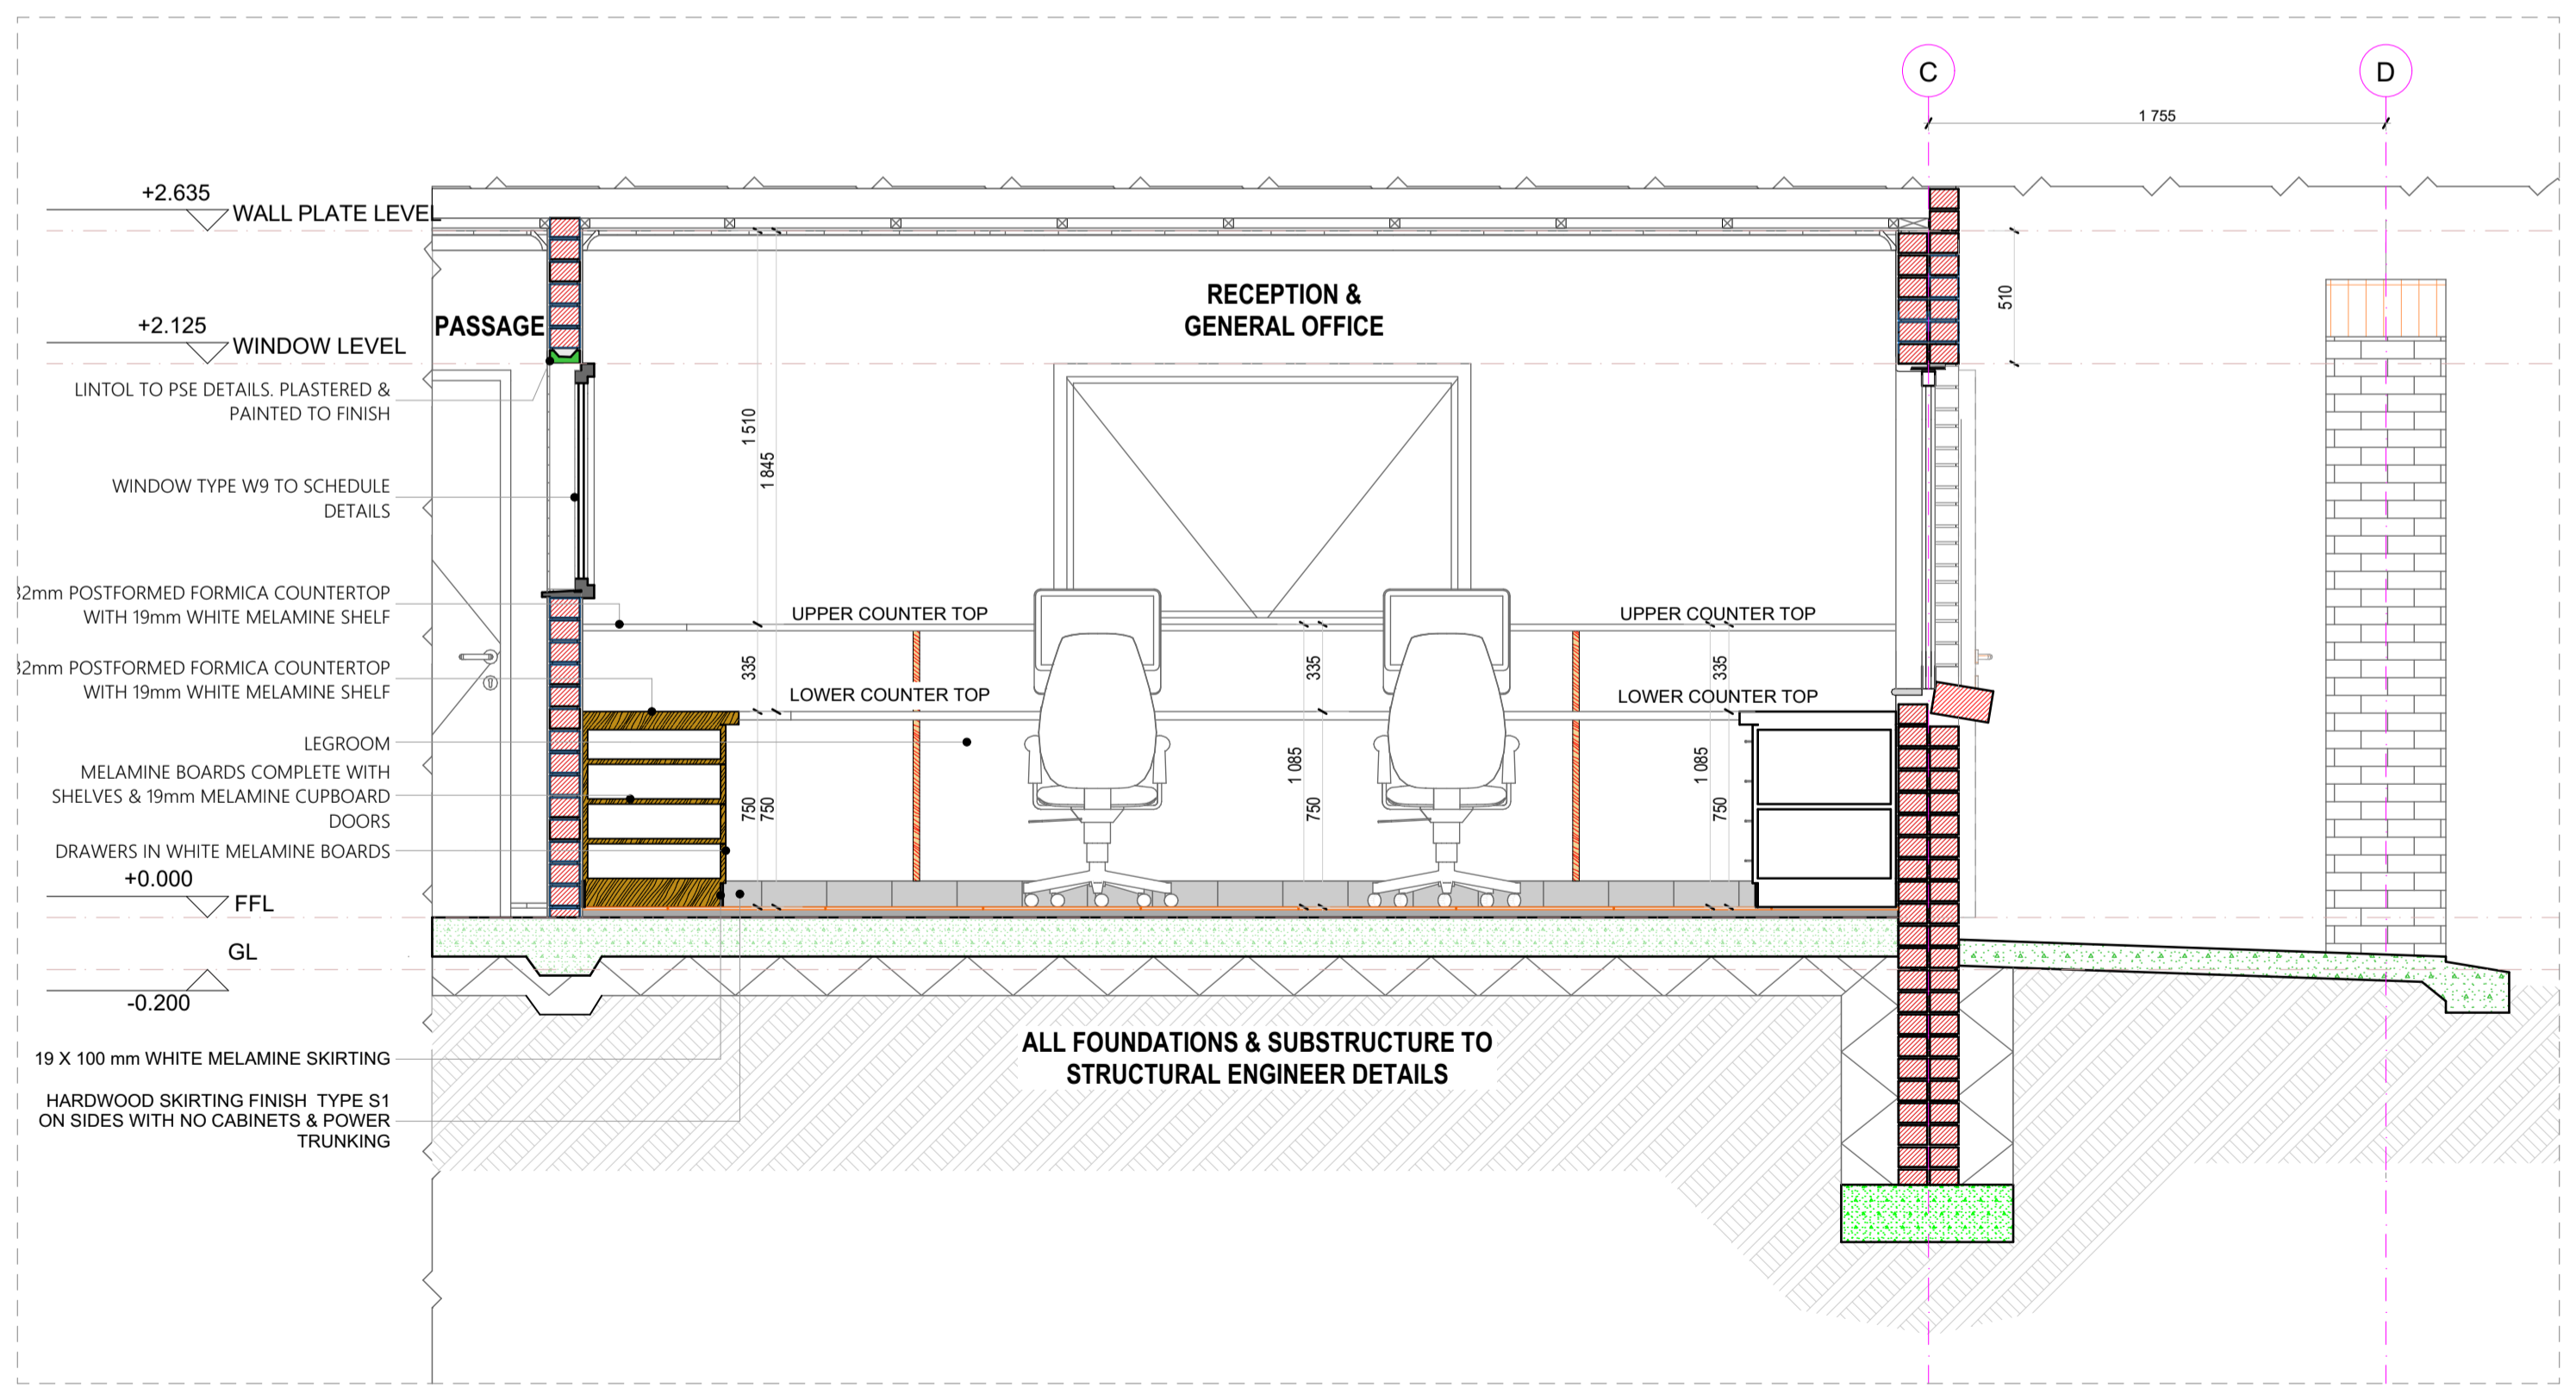 C
D
1 755
+2.635
WALL PLATE LEVEL
+2.125
WINDOW LEVEL
PASSAGE
RECEPTION &
GENERAL OFFICE
510
LINTOL TO PSE DETAILS. PLASTERED &
PAINTED TO FINISH
1 510
1 845
WINDOW TYPE W9 TO SCHEDULE
DETAILS
32mm POSTFORMED FORMICA COUNTERTOP
WITH 19mm WHITE MELAMINE SHELF
UPPER COUNTER TOP
UPPER COUNTER TOP
32mm POSTFORMED FORMICA COUNTERTOP
WITH 19mm WHITE MELAMINE SHELF
335
335
335
LOWER COUNTER TOP
LOWER COUNTER TOP
LEGROOM
MELAMINE BOARDS COMPLETE WITH
SHELVES & 19mm MELAMINE CUPBOARD
DOORS
1 085
1 085
750
750
750
750
DRAWERS IN WHITE MELAMINE BOARDS
+0.000
FFL
GL
-0.200
ALL FOUNDATIONS & SUBSTRUCTURE TO
STRUCTURAL ENGINEER DETAILS
19 X 100 mm WHITE MELAMINE SKIRTING
HARDWOOD SKIRTING FINISH TYPE S1
ON SIDES WITH NO CABINETS & POWER
TRUNKING